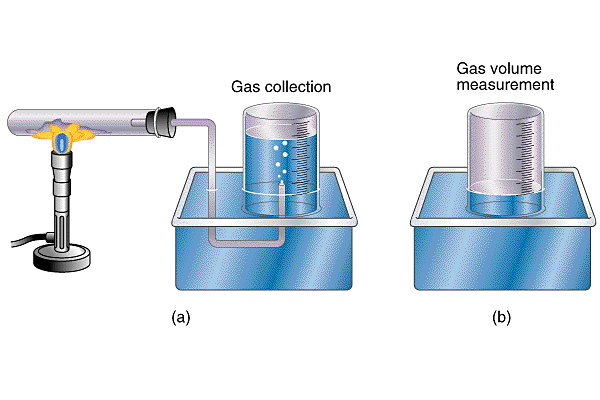 Gas collection
Gas volume
measurement
(a)
(b)